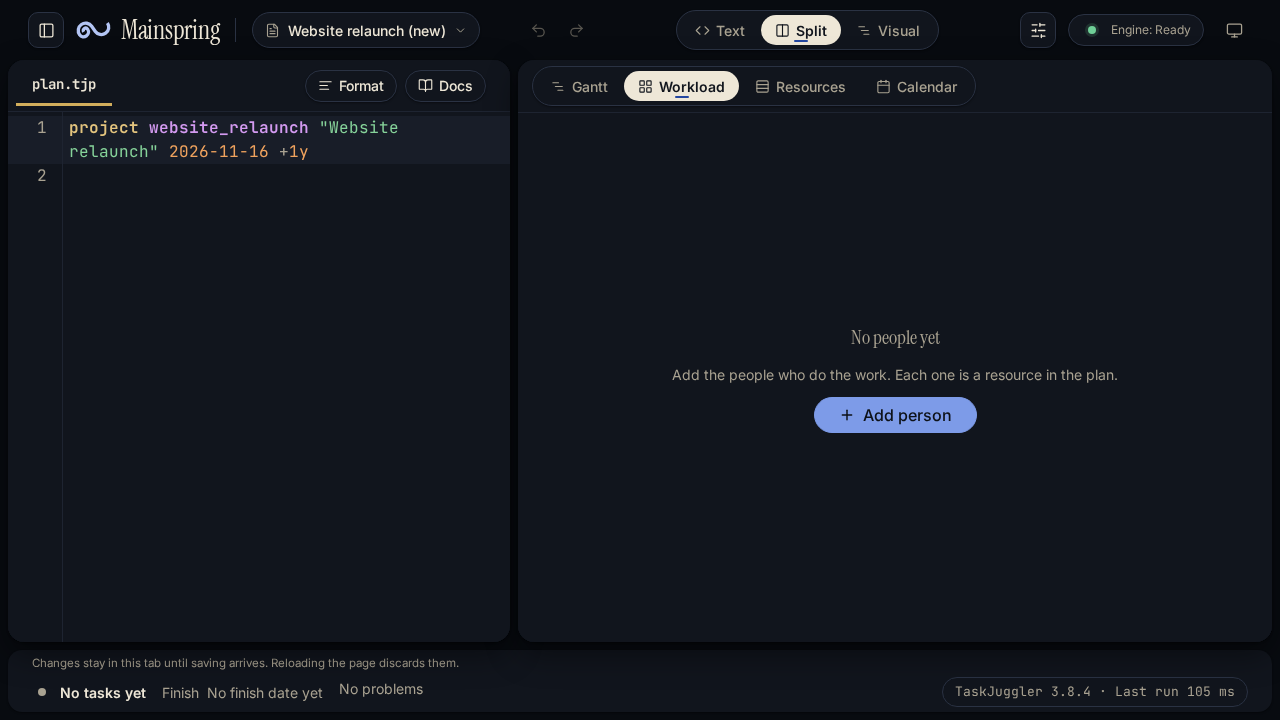 Mainspring
Website relaunch (new)
Text
Split
Visual
Engine: Ready
plan.tjp
Format
Docs
1 project website_relaunch "Website
relaunch" 2026-11-16 +1y
2
Gantt
Workload
Resources
Calendar
No people yet
Add the people who do the work. Each one is a resource in the plan.
Add person
Changes stay in this tab until saving arrives. Reloading the page discards them.
No tasks yet
Finish No finish date yet
No problems
TaskJuggler 3.8.4 · Last run 105 ms